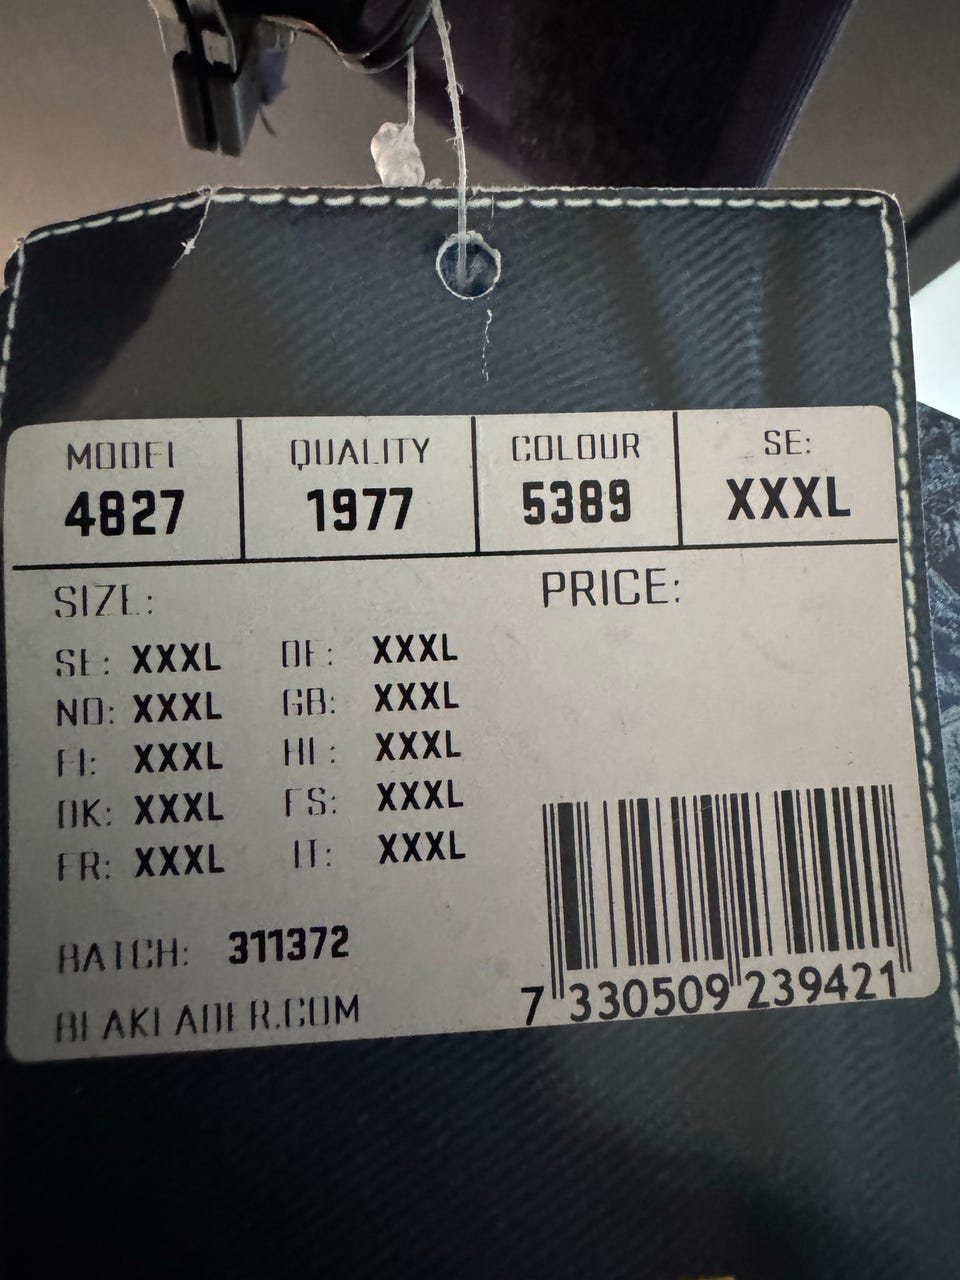 MODEL QUALITY COLOUR SE:
4827 1977 5389 XXXL
SIZE: PRICE:
SE: XXXL DE: XXXL
NO: XXXL GB: XXXL
FI: XXXL NL: XXXL
DK: XXXL ES: XXXL
FR: XXXL IT: XXXL
BATCH: 311372
BLAKLADER.COM
7 330509 239421